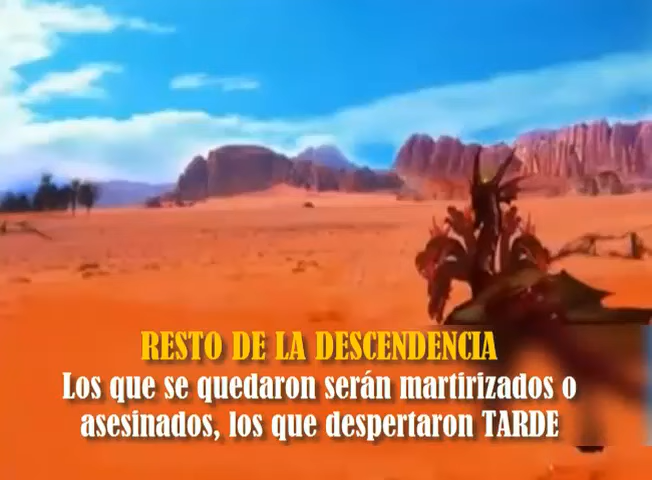 RESTO DE LA DESCENDENCIA
Los que se quedaron serán martirizados o
asesinados, los que despertaron TARDE